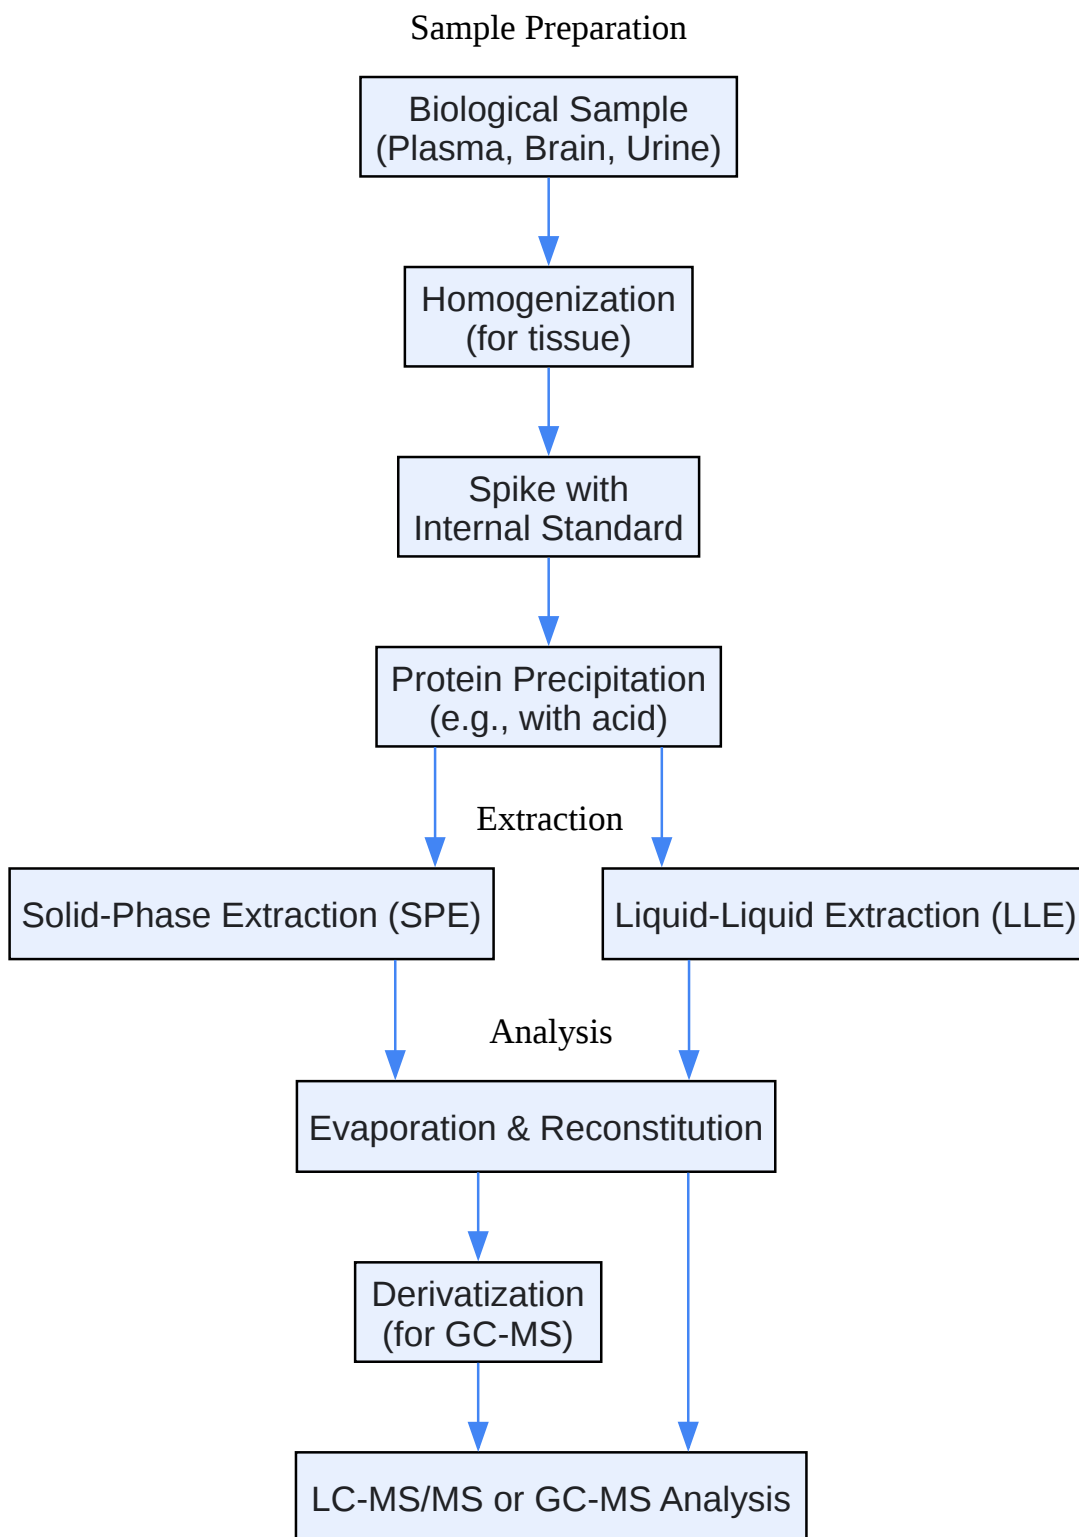 Sample Preparation
Biological Sample
(Plasma, Brain, Urine)
Homogenization
(for tissue)
Spike with
Internal Standard
Protein Precipitation
(e.g., with acid)
Extraction
Solid-Phase Extraction (SPE)
Liquid-Liquid Extraction (LLE)
Analysis
Evaporation & Reconstitution
Derivatization
(for GC-MS)
LC-MS/MS or GC-MS Analysis